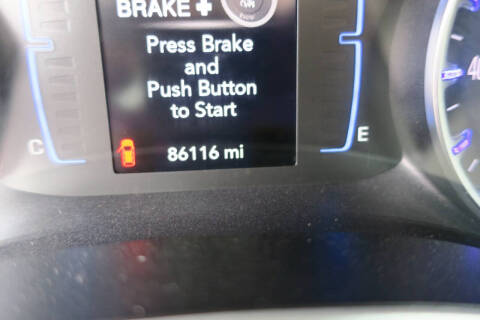 BRAKE +
Press Brake
and
Push Button
to Start
C
E
86116 mi